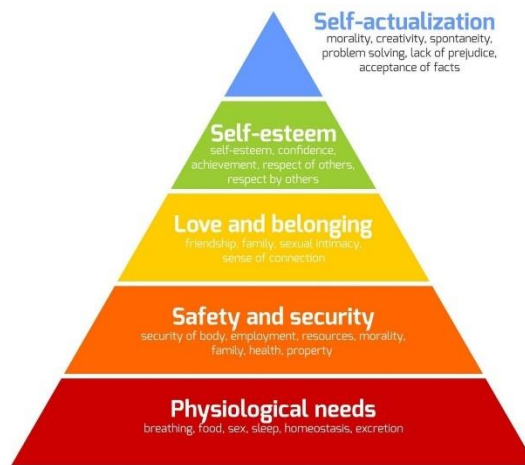 Self-actualization
morality, creativity, spontaneity,
problem solving, lack of prejudice,
acceptance of facts
Self-esteem
self-esteem, confidence,
achievement, respect of others,
respect by others
Love and belonging
friendship, family, sexual intimacy,
sense of connection
Safety and security
security of body, employment, resources, morality,
family, health, property
Physiological needs
breathing, food, sex, sleep, homeostasis, excretion